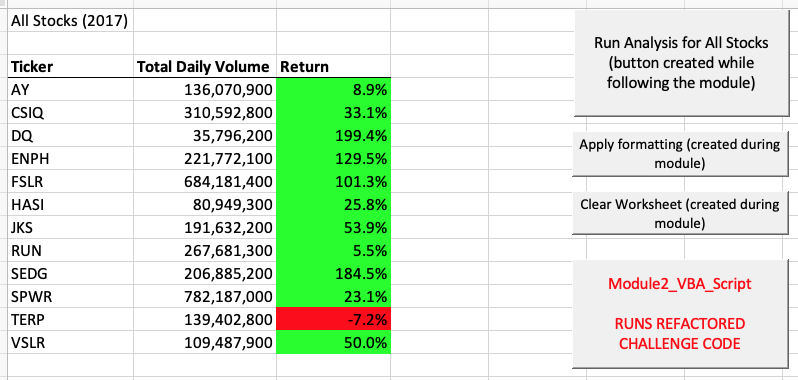 All Stocks (2017)
Ticker Total Daily Volume Return
AY 136,070,900 8.9%
CSIQ 310,592,800 33.1%
DQ 35,796,200 199.4%
ENPH 221,772,100 129.5%
FSLR 684,181,400 101.3%
HASI 80,949,300 25.8%
JKS 191,632,200 53.9%
RUN 267,681,300 5.5%
SEDG 206,885,200 184.5%
SPWR 782,187,000 23.1%
TERP 139,402,800 -7.2%
VSLR 109,487,900 50.0%
Run Analysis for All Stocks
(button created while
following the module)
Apply formatting (created during
module)
Clear Worksheet (created during
module)
Module2_VBA_Script
RUNS REFACTORED
CHALLENGE CODE